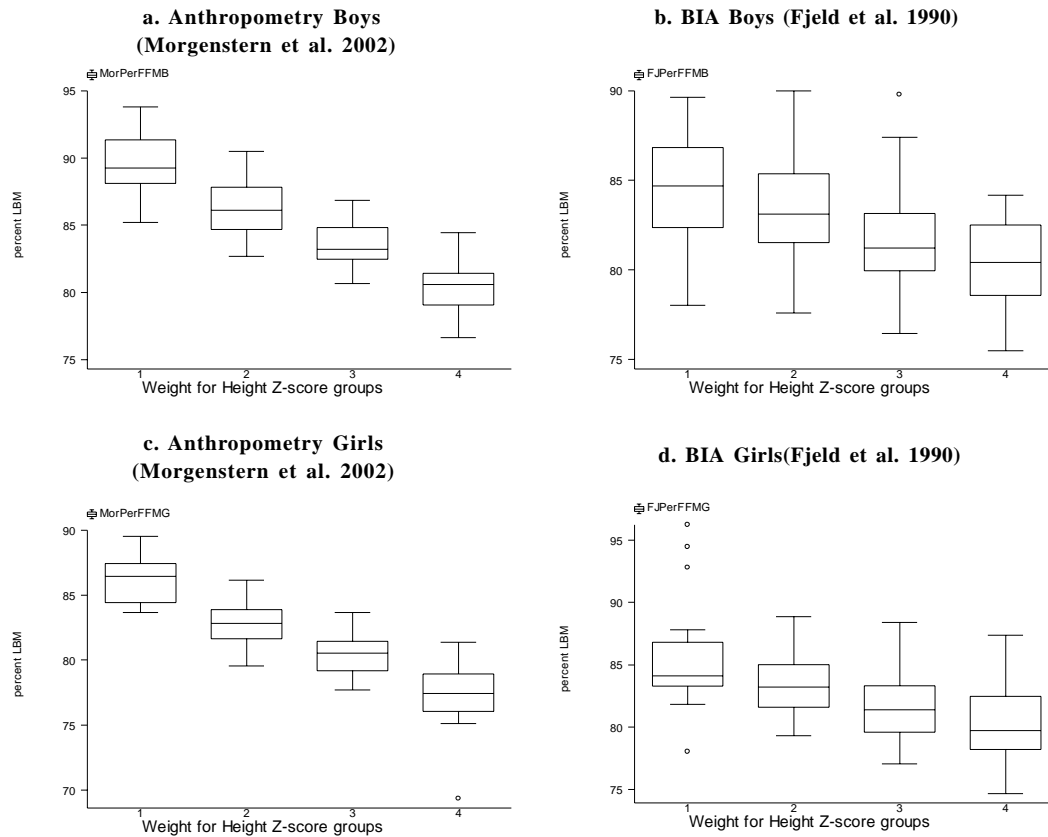 a. Anthropometry Boys
(Morgenstern et al. 2002)
MorPerFFMB
95
90
85
80
75
percent LBM
1 2 3 4
Weight for Height Z-score groups
b. BIA Boys (Fjeld et al. 1990)
FJPerFFMB
90
85
80
75
percent LBM
1 2 3 4
Weight for Height Z-score groups
c. Anthropometry Girls
(Morgenstern et al. 2002)
MorPerFFMG
90
85
80
75
70
percent LBM
1 2 3 4
Weight for Height Z-score groups
d. BIA Girls(Fjeld et al. 1990)
FJPerFFMG
95
90
85
80
75
percent LBM
1 2 3 4
Weight for Height Z-score groups